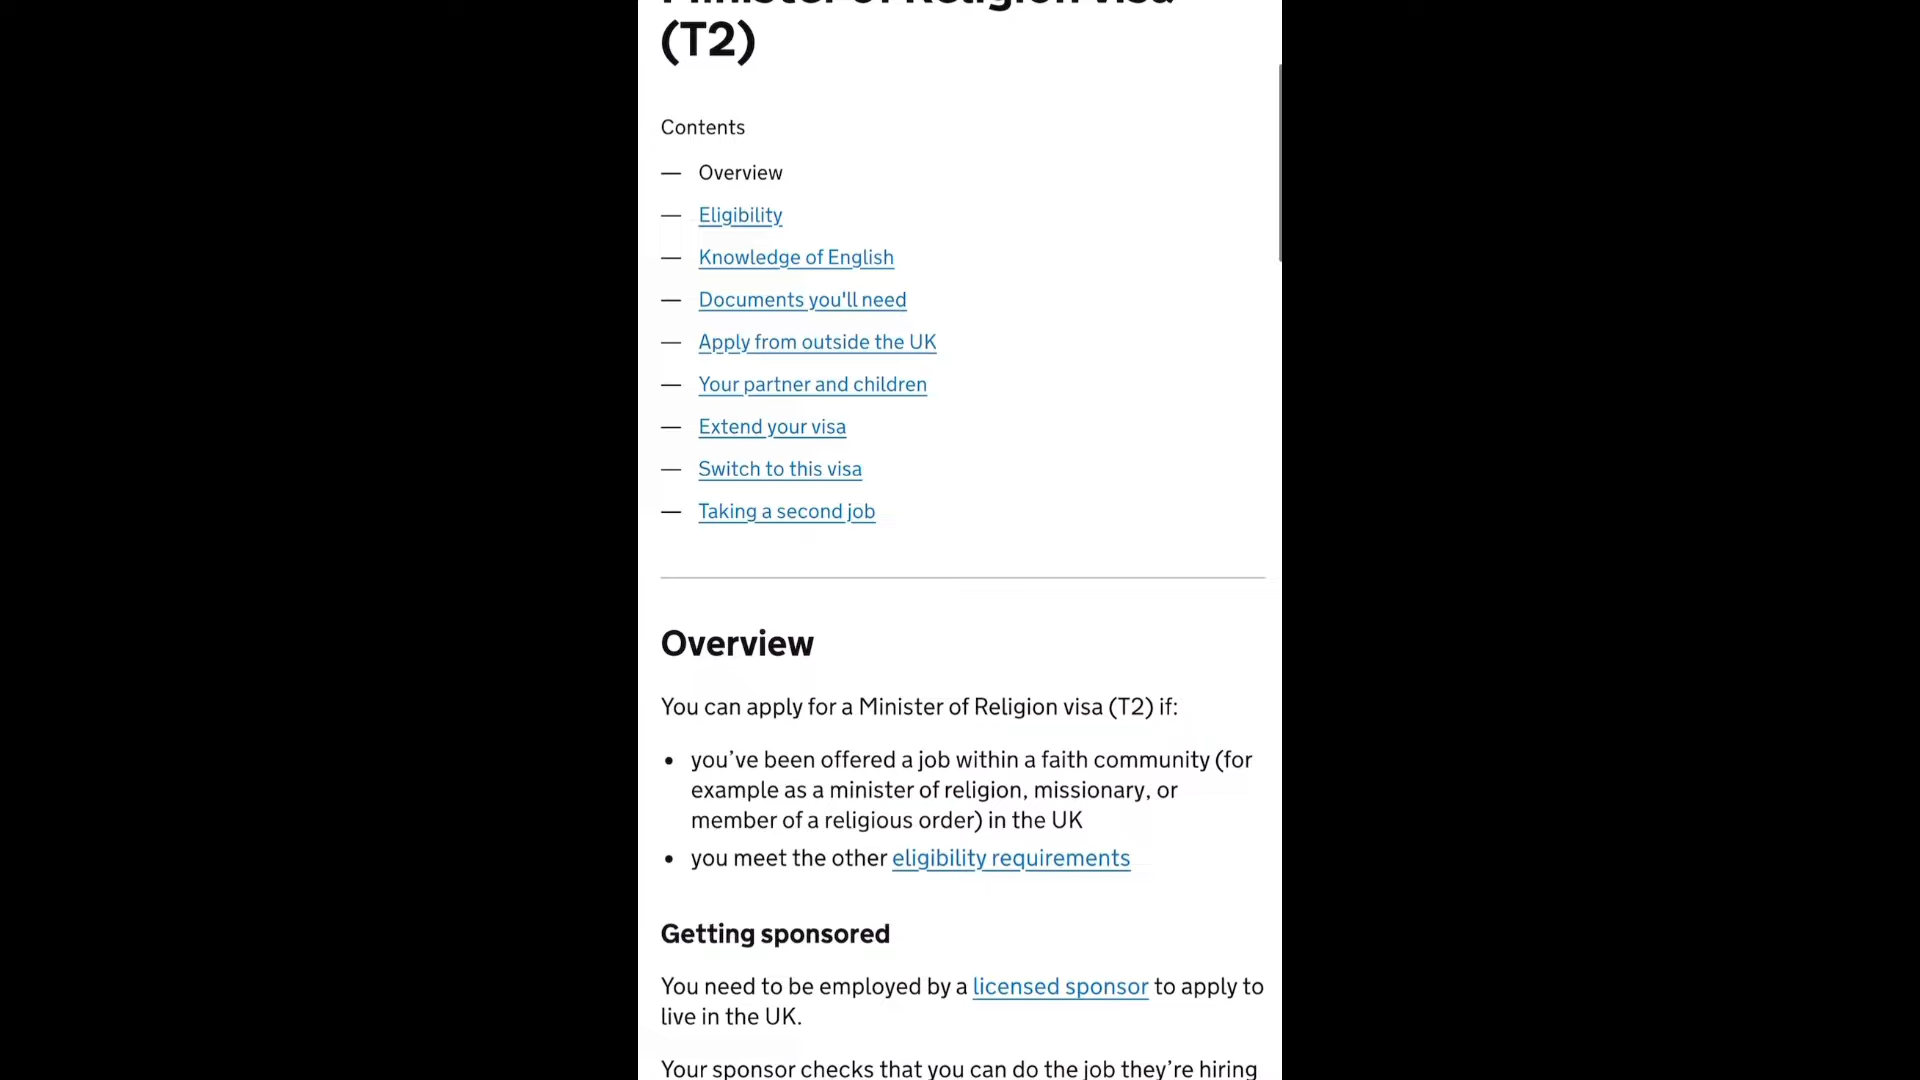 Minister of Religion visa
(T2)
Contents
— Overview
— Eligibility
— Knowledge of English
— Documents you'll need
— Apply from outside the UK
— Your partner and children
— Extend your visa
— Switch to this visa
— Taking a second job
Overview
You can apply for a Minister of Religion visa (T2) if:
• you’ve been offered a job within a faith community (for
example as a minister of religion, missionary, or
member of a religious order) in the UK
• you meet the other eligibility requirements
Getting sponsored
You need to be employed by a licensed sponsor to apply to
live in the UK.
Your sponsor checks that you can do the job they’re hiring